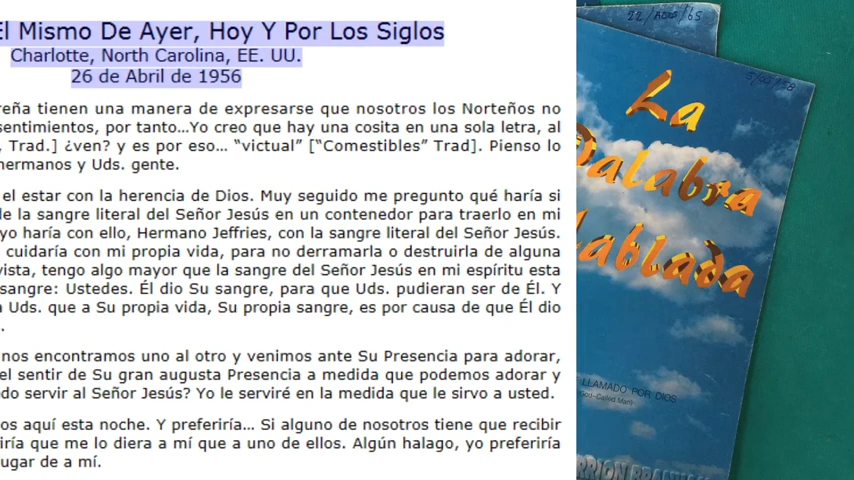 El Mismo De Ayer, Hoy Y Por Los Siglos
Charlotte, North Carolina, EE. UU.
26 de Abril de 1956
reña tienen una manera de expresarse que nosotros los Norteños no
sentimientos, por tanto...Yo creo que hay una cosita en una sola letra, al
, Trad.] ¿ven? y es por eso... “victual” [“Comestibles” Trad]. Pienso lo
hermanos y Uds. gente.
el estar con la herencia de Dios. Muy seguido me pregunto qué haría si
de la sangre literal del Señor Jesús en un contenedor para traerlo en mi
yo haría con ello, Hermano Jeffries, con la sangre literal del Señor Jesús.
cuidaría con mi propia vida, para no derramarla o destruirla de alguna
vista, tengo algo mayor que la sangre del Señor Jesús en mi espíritu esta
sangre: Ustedes. Él dio Su sangre, para que Uds. pudieran ser de Él. Y
Uds. que a Su propia vida, Su propia sangre, es por causa de que Él dio
.
nos encontramos uno al otro y venimos ante Su Presencia para adorar,
el sentir de Su gran augusta Presencia a medida que podemos adorar y
do servir al Señor Jesús? Yo le serviré en la medida que le sirvo a usted.
os aquí esta noche. Y preferiría... Si alguno de nosotros tiene que recibir
iría que me lo diera a mí que a uno de ellos. Algún halago, yo preferiría
ugar de a mí.
22/ /65
La
Palabra
Hablada
LLAMADO POR DIOS
God-Called Man)